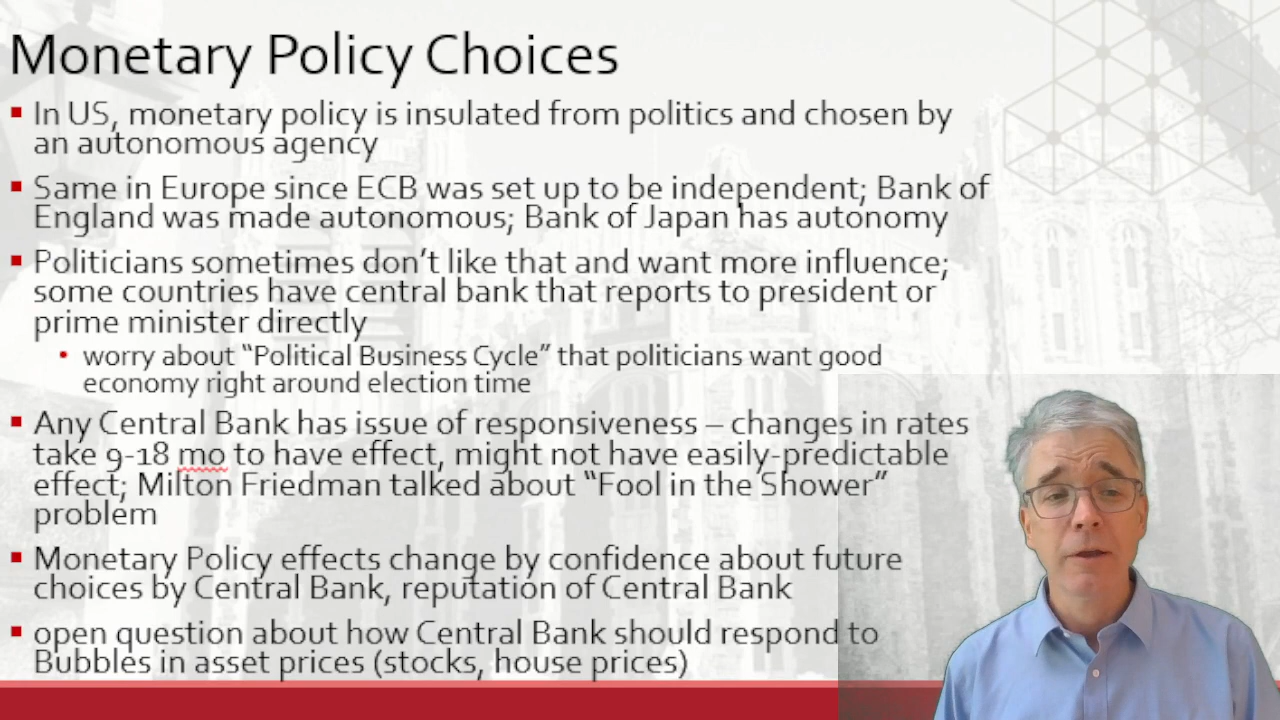 Monetary Policy Choices
▪ In US, monetary policy is insulated from politics and chosen by
an autonomous agency
▪ Same in Europe since ECB was set up to be independent; Bank of
England was made autonomous; Bank of Japan has autonomy
▪ Politicians sometimes don't like that and want more influence;
some countries have central bank that reports to president or
prime minister directly
• worry about “Political Business Cycle” that politicians want good
economy right around election time
▪ Any Central Bank has issue of responsiveness – changes in rates
take 9-18 mo to have effect, might not have easily-predictable
effect; Milton Friedman talked about “Fool in the Shower”
problem
▪ Monetary Policy effects change by confidence about future
choices by Central Bank, reputation of Central Bank
▪ open question about how Central Bank should respond to
Bubbles in asset prices (stocks, house prices)